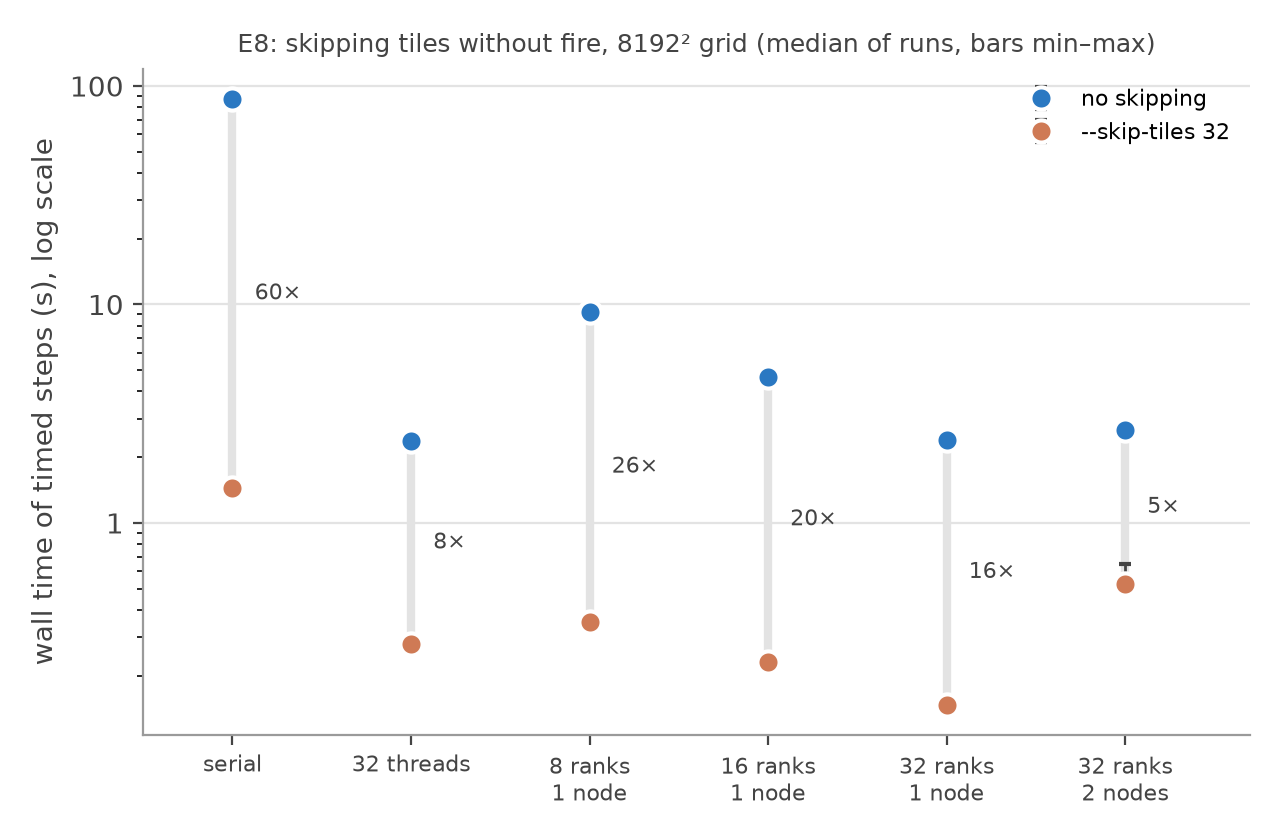 E8: skipping tiles without fire, 8192² grid (median of runs, bars min–max)
wall time of timed steps (s), log scale
100
10
1
no skipping
--skip-tiles 32
60×
8×
26×
20×
16×
5×
serial
32 threads
8 ranks
1 node
16 ranks
1 node
32 ranks
1 node
32 ranks
2 nodes